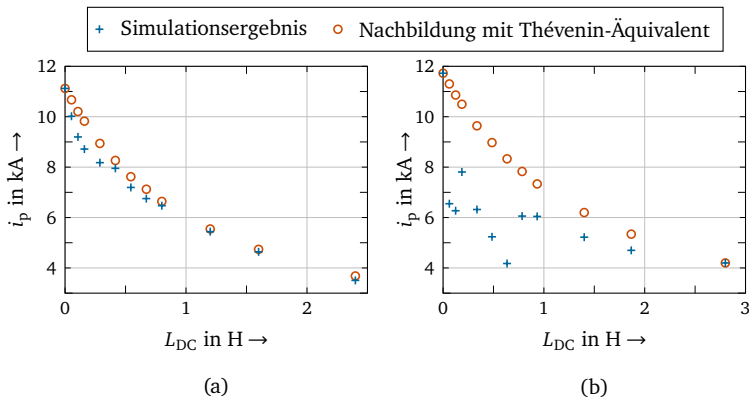 Simulationsergebnis Nachbildung mit Thévenin-Äquivalent
12
10
8
6
4
0 1 2
i_p in kA →
L_DC in H →
(a)
12
10
8
6
4
0 1 2 3
i_p in kA →
L_DC in H →
(b)